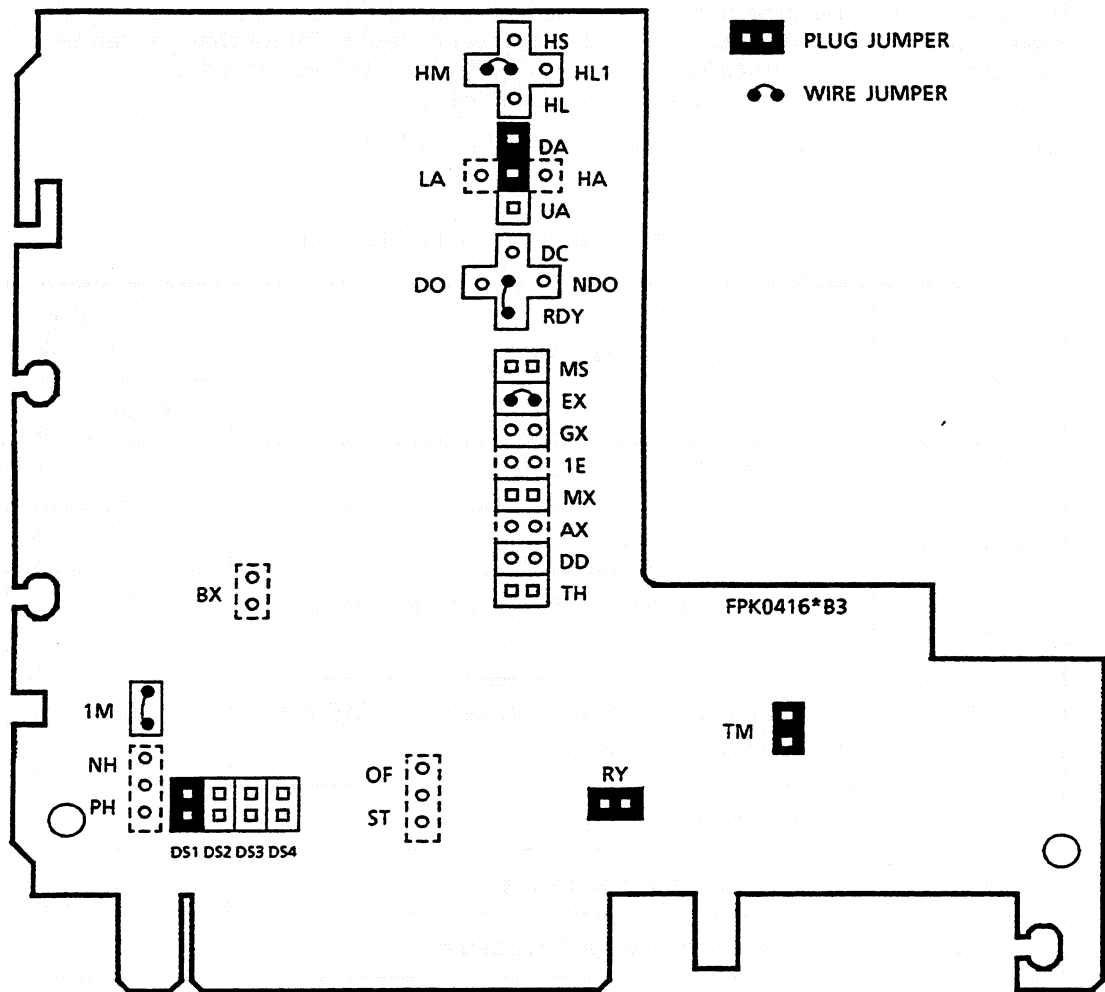 HS
HM
HL1
HL
PLUG JUMPER
WIRE JUMPER
DA
LA
HA
UA
DC
DO
NDO
RDY
MS
EX
GX
1E
MX
AX
DD
TH
BX
FPK0416*B3
1M
TM
NH
PH
OF
ST
RY
DS1 DS2 DS3 DS4